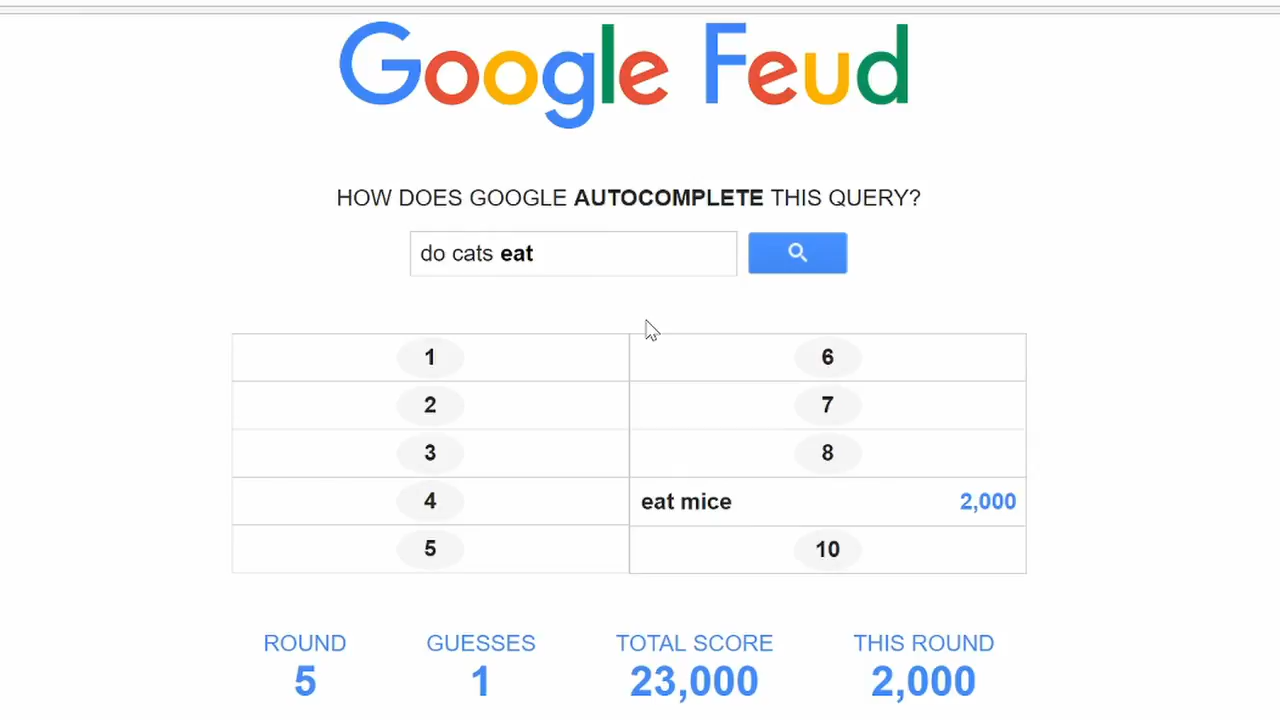 Google Feud
HOW DOES GOOGLE AUTOCOMPLETE THIS QUERY?
do cats eat
1
6
2
7
3
8
4
eat mice 2,000
5
10
ROUND GUESSES TOTAL SCORE THIS ROUND
5 1 23,000 2,000